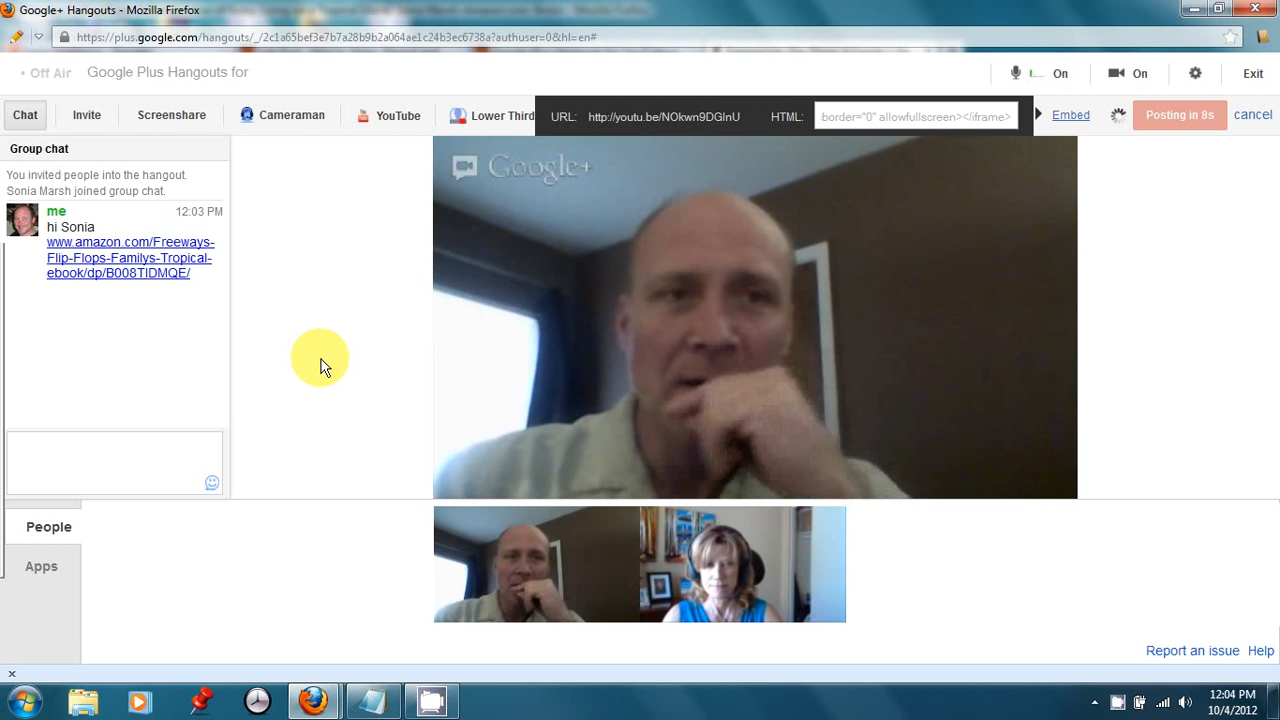 Google+ Hangouts - Mozilla Firefox
https://plus.google.com/hangouts/_/2c1a65bef3e7b7a28b9b2a064ae1c24b3ec6738a?authuser=0&hl=en#
• Off Air
Google Plus Hangouts for
On
On
Exit
Chat
Invite
Screenshare
Cameraman
YouTube
Lower Third
URL:
http://youtu.be/NOkwn9DGlnU
HTML:
border="0" allowfullscreen></iframe>
Embed
Posting in 8s
cancel
Group chat
You invited people into the hangout.
Sonia Marsh joined group chat.
me
12:03 PM
hi Sonia
www.amazon.com/Freeways-
Flip-Flops-Familys-Tropical-
ebook/dp/B008TIDMQE/
Google+
People
Apps
Report an issue
Help
12:04 PM
10/4/2012